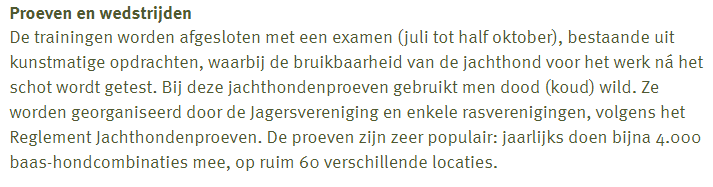 Proeven en wedstrijden
De trainingen worden afgesloten met een examen (juli tot half oktober), bestaande uit
kunstmatige opdrachten, waarbij de bruikbaarheid van de jachthond voor het werk ná het
schot wordt getest. Bij deze jachthondenproeven gebruikt men dood (koud) wild. Ze
worden georganiseerd door de Jagersvereniging en enkele rasverenigingen, volgens het
Reglement Jachthondenproeven. De proeven zijn zeer populair: jaarlijks doen bijna 4.000
baas-hondcombinaties mee, op ruim 60 verschillende locaties.